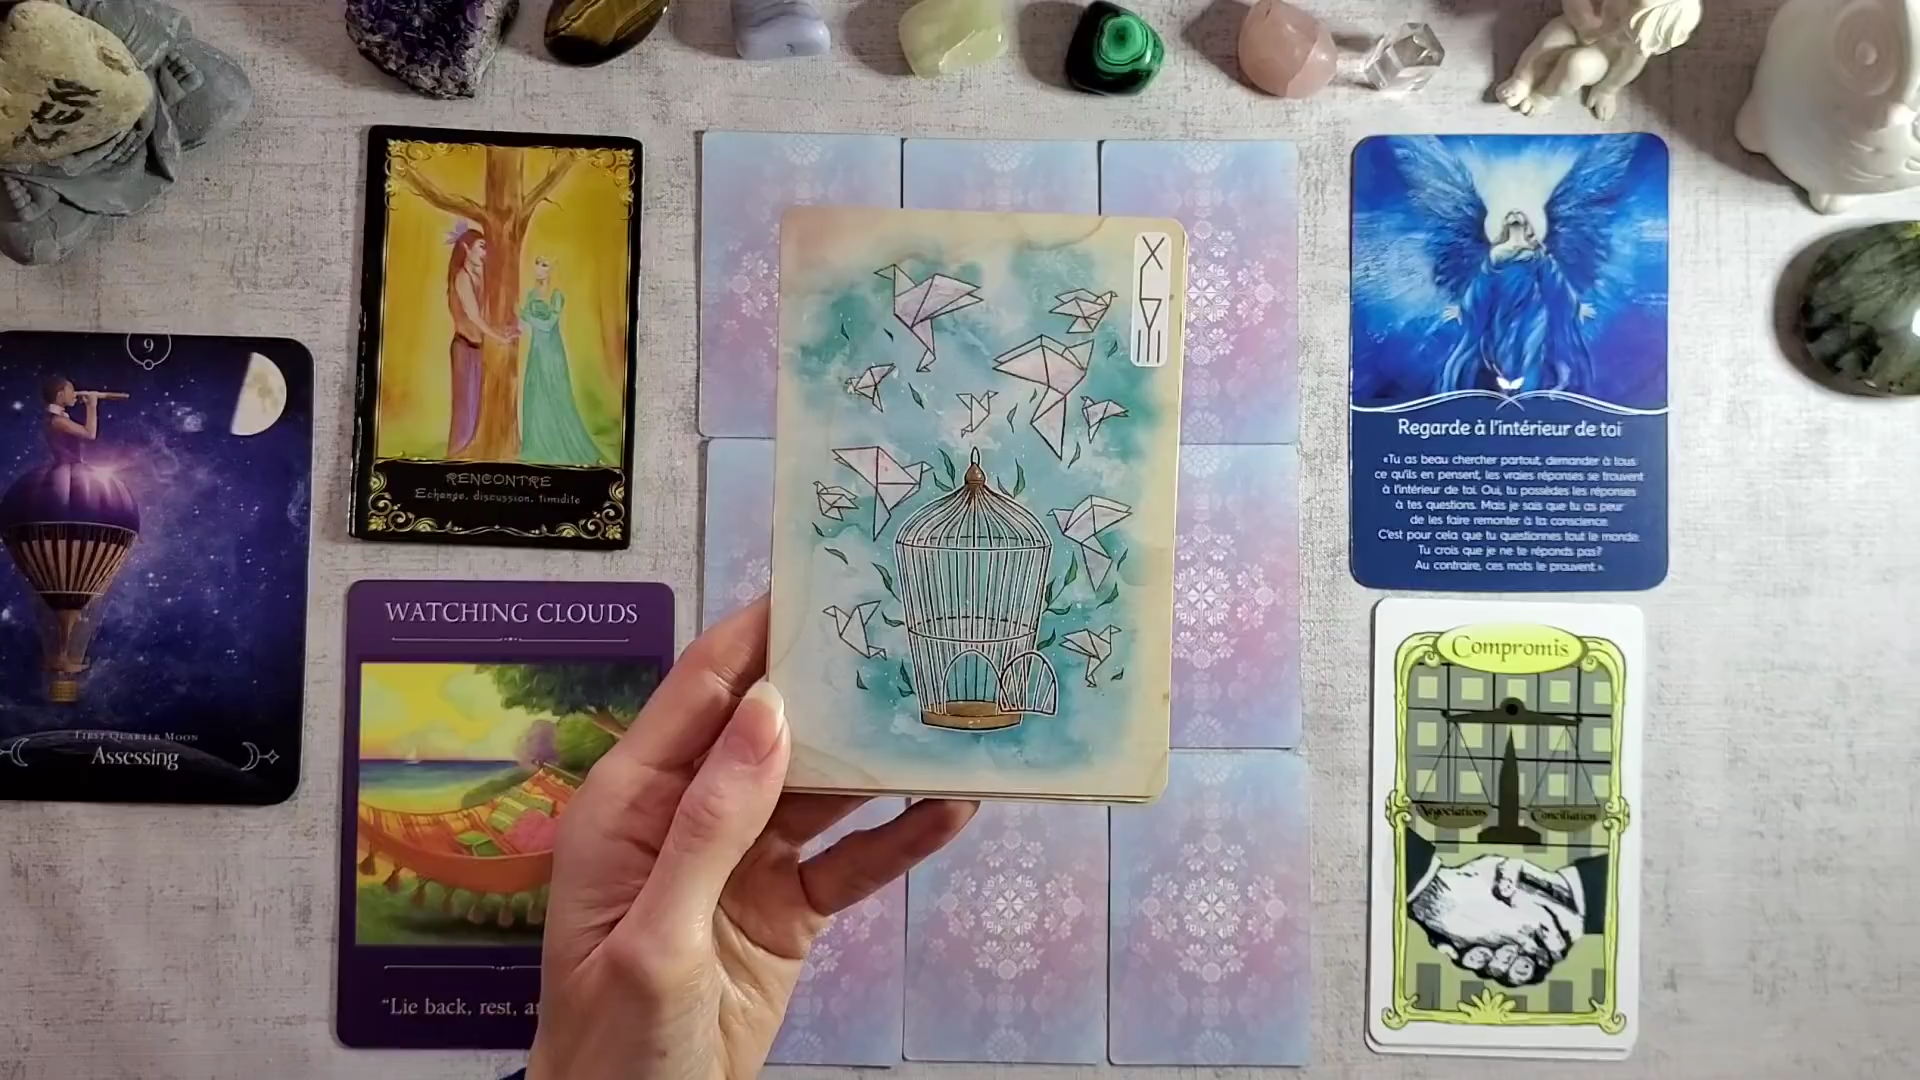 ZEN
9
FIRST QUARTER MOON
Assessing
RENCONTRE
Echange, discussion, timidite
WATCHING CLOUDS
"Lie back, rest,
Regarde à l'intérieur de toi
«Tu as beau chercher partout, demander à tous
ce qu'ils en pensent, les vraies réponses se trouvent
à l'intérieur de toi. Oui, tu possèdes les réponses
à tes questions. Mais je sais que tu as peur
de les faire remonter à ta conscience.
C'est pour cela que tu questionnes tout le monde.
Tu crois que je ne te réponds pas?
Au contraire, ces mots le prouvent».
Compromis
Négociations
Conciliation